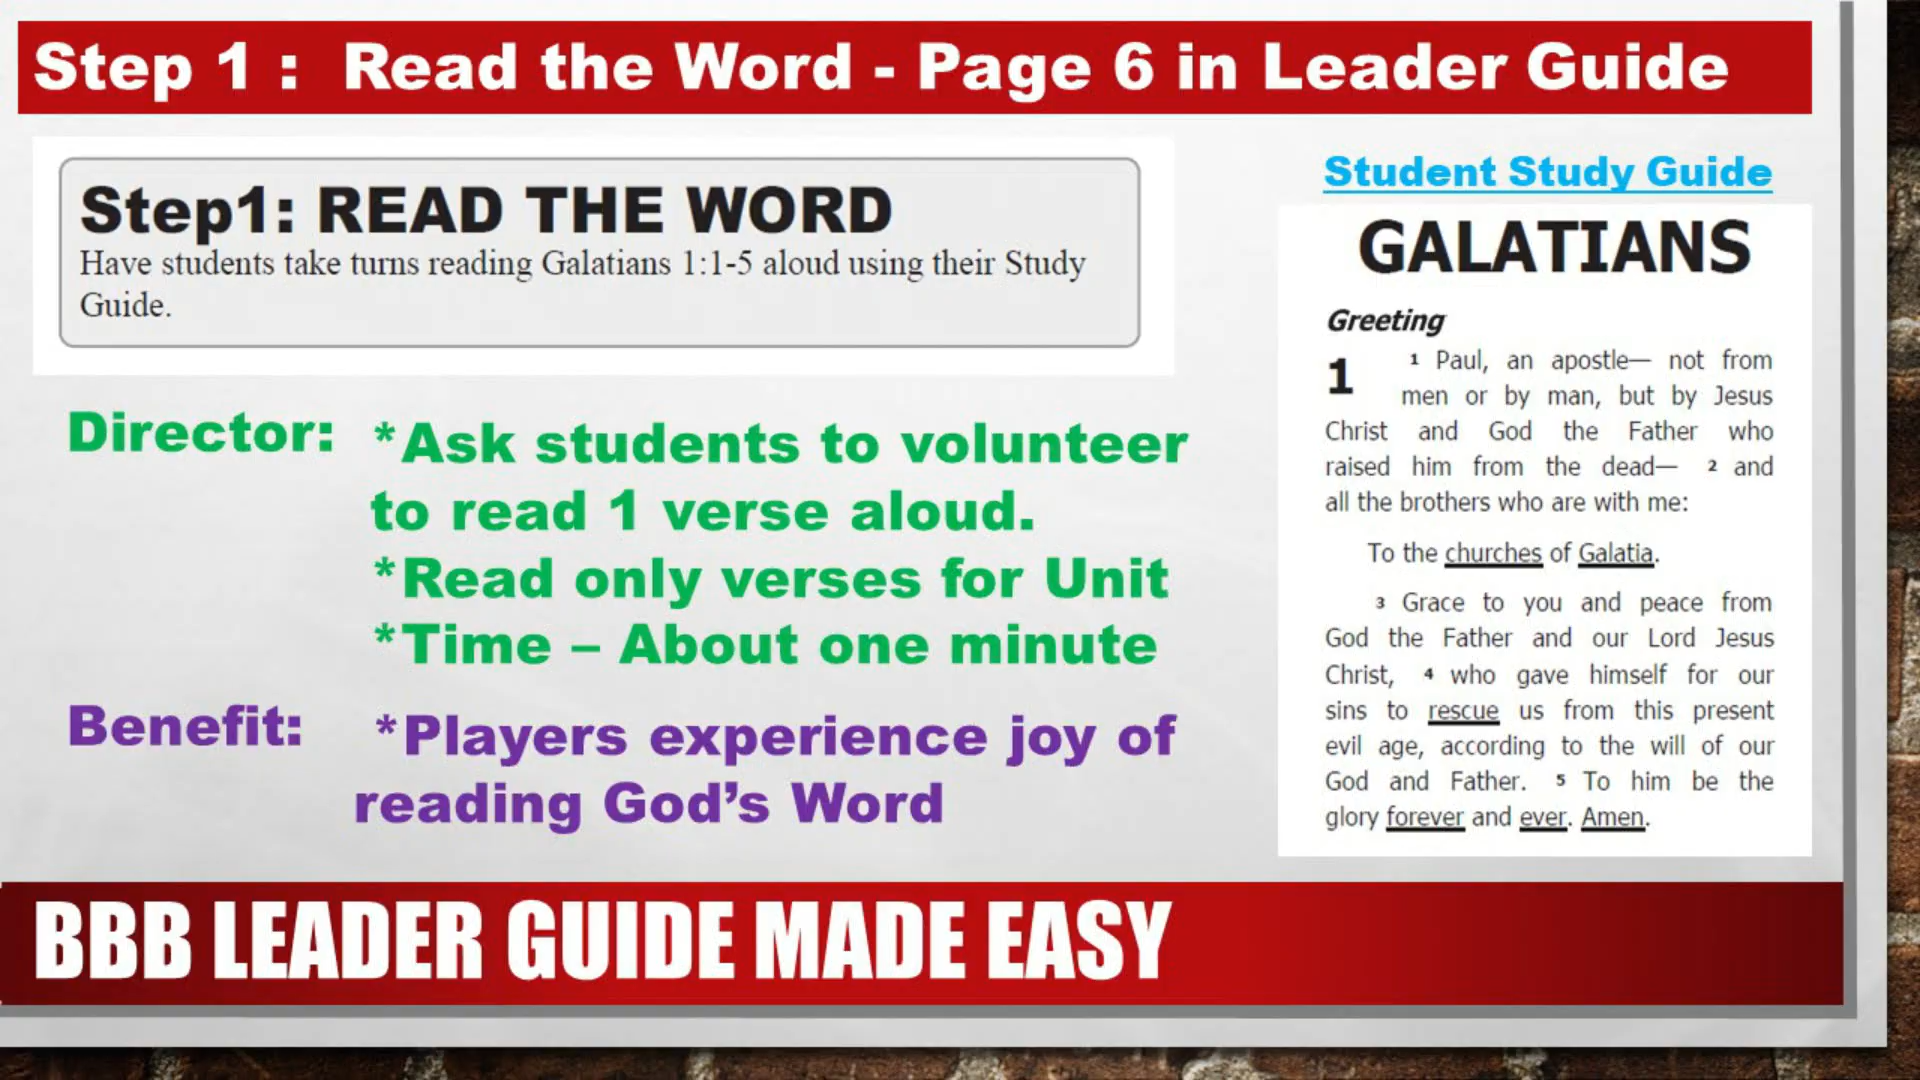 Step 1 :  Read the Word - Page 6 in Leader Guide
Step1: READ THE WORD
Have students take turns reading Galatians 1:1-5 aloud using their Study
Guide.
Director:
*Ask students to volunteer
to read 1 verse aloud.
*Read only verses for Unit
*Time – About one minute
Benefit:
*Players experience joy of
reading God’s Word
Student Study Guide
GALATIANS
Greeting
1 1 Paul, an apostle— not from
men or by man, but by Jesus
Christ and God the Father who
raised him from the dead— 2 and
all the brothers who are with me:
To the churches of Galatia.
3 Grace to you and peace from
God the Father and our Lord Jesus
Christ, 4 who gave himself for our
sins to rescue us from this present
evil age, according to the will of our
God and Father. 5 To him be the
glory forever and ever. Amen.
BBB LEADER GUIDE MADE EASY